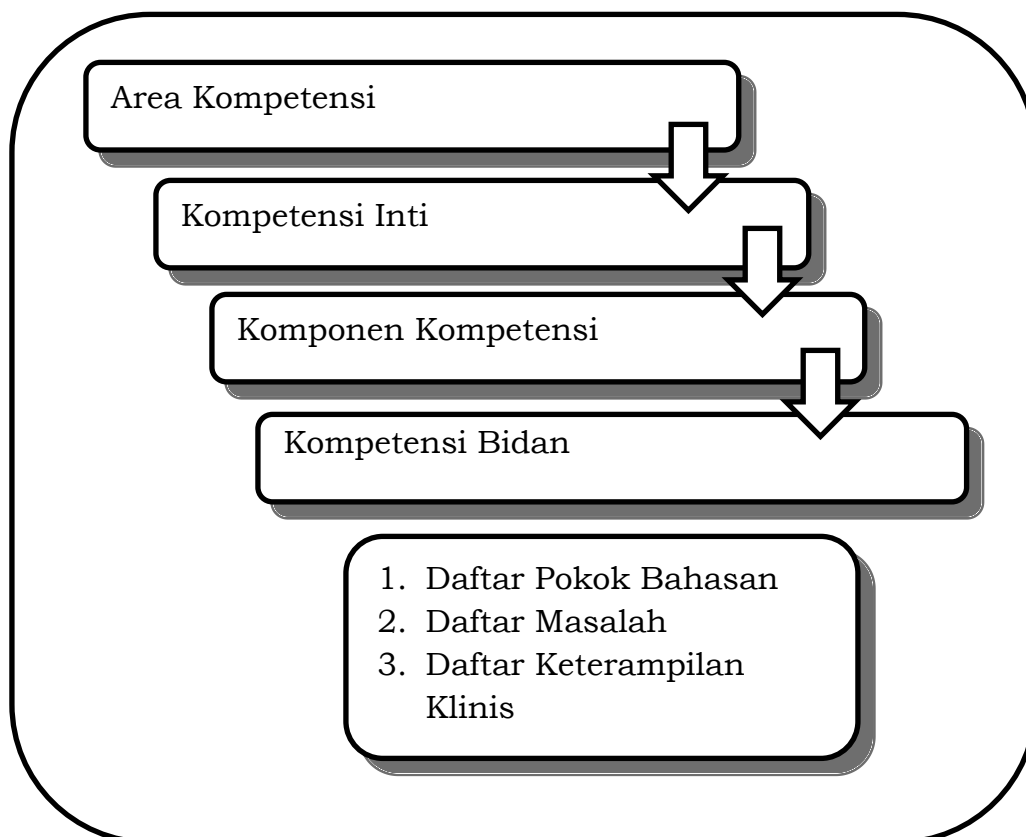 Area Kompetensi
Kompetensi Inti
Komponen Kompetensi
Kompetensi Bidan
1. Daftar Pokok Bahasan
2. Daftar Masalah
3. Daftar Keterampilan
Klinis